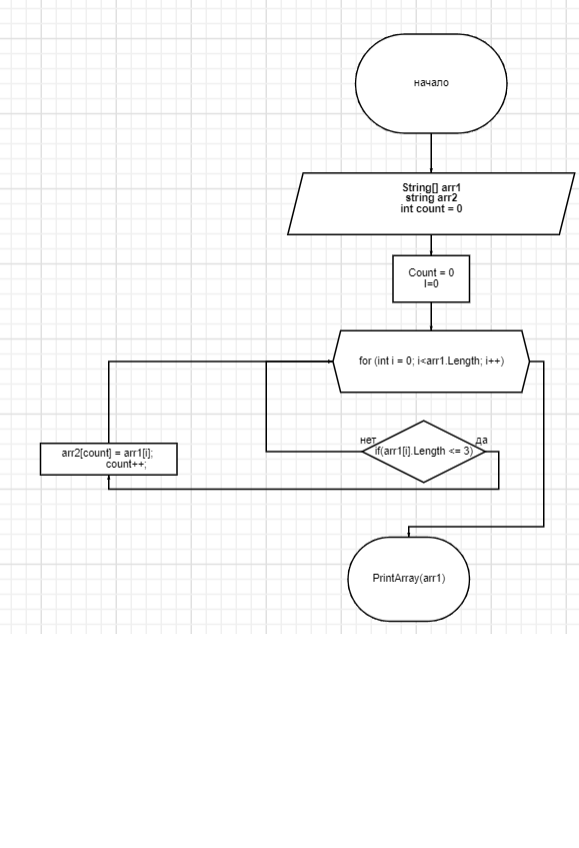 начало
String[] arr1
string arr2
int count = 0
Count = 0
I=0
for (int i = 0; i<arr1.Length; i++)
нет
да
if(arr1[i].Length <= 3)
arr2[count] = arr1[i];
count++;
PrintArray(arr1)